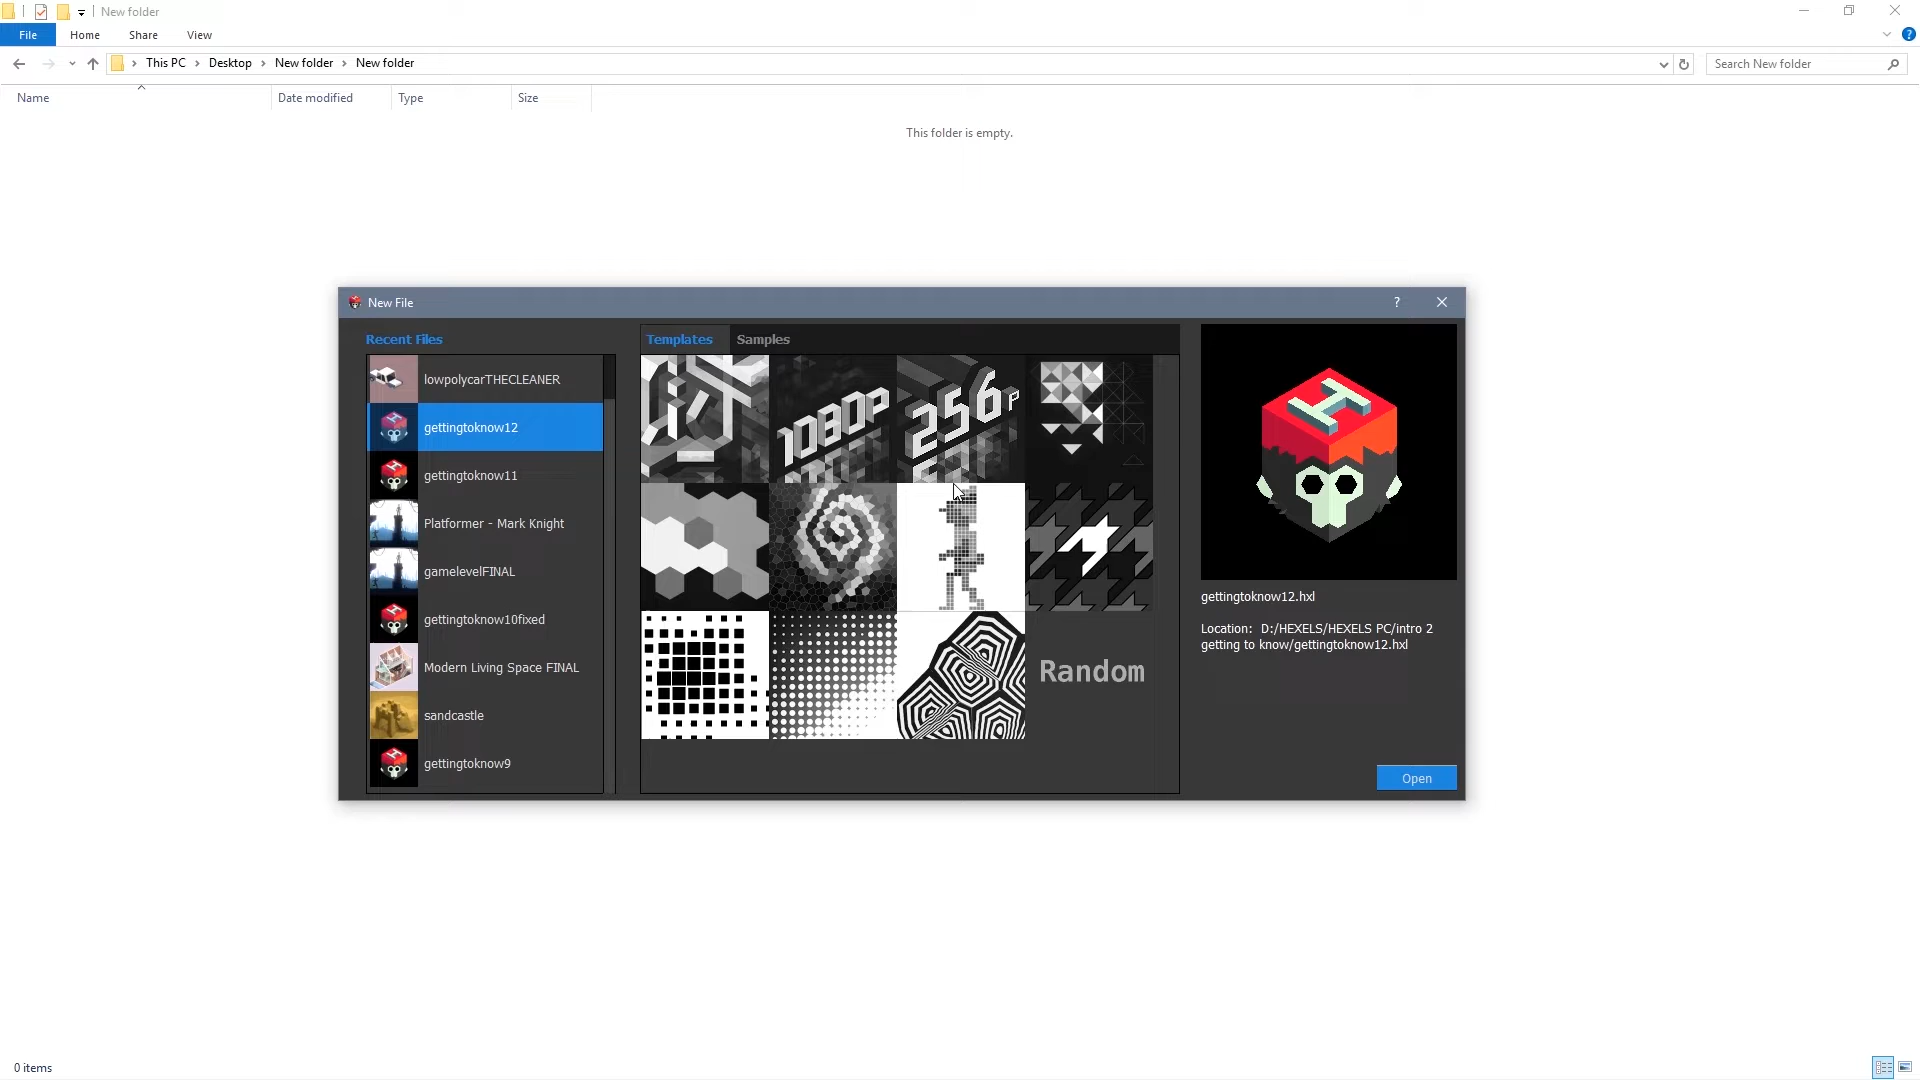 New folder
File
Home
Share
View
This PC
Desktop
New folder
New folder
Search New folder
Name
Date modified
Type
Size
This folder is empty.
New File
?
Recent Files
Templates
Samples
lowpolycarTHECLEANER
gettingtoknow12
gettingtoknow11
Platformer - Mark Knight
gamelevelFINAL
gettingtoknow10fixed
Modern Living Space FINAL
sandcastle
gettingtoknow9
1080P
256P
Random
H
gettingtoknow12.hxl
Location: D:/HEXELS/HEXELS PC/intro 2
getting to know/gettingtoknow12.hxl
Open
0 items